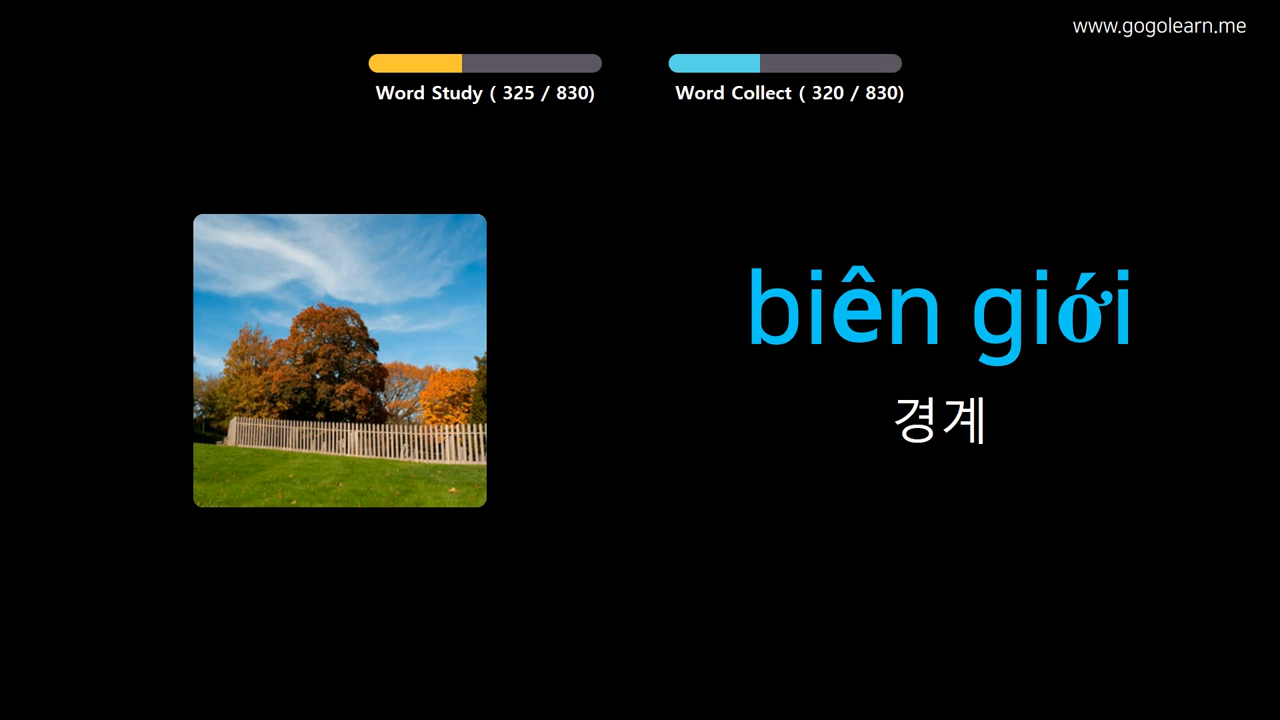 www.gogolearn.me
Word Study ( 325 / 830)
Word Collect ( 320 / 830)
biên giới
경계